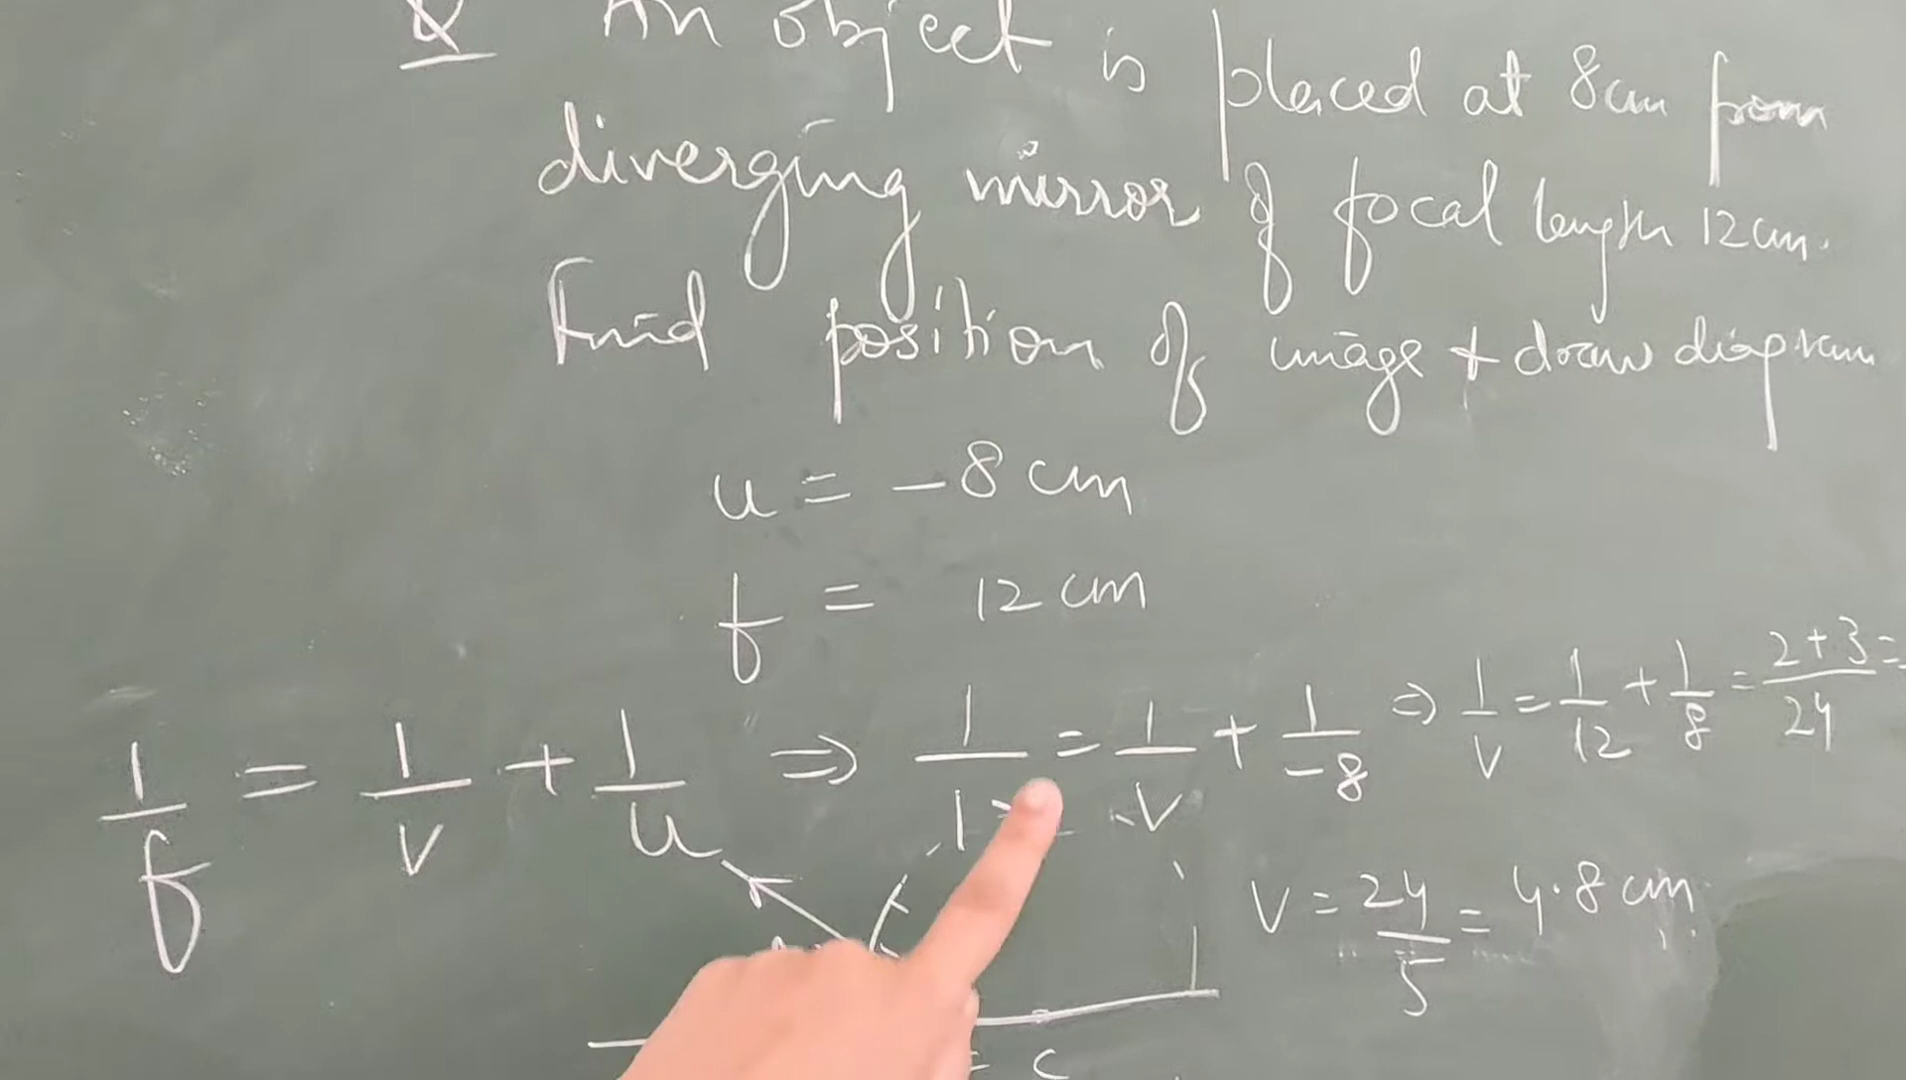 Q An object is placed at 8cm from
diverging mirror of focal length 12cm.
Find position of image + draw diagram
u = -8 cm
f = 12 cm
1/f = 1/v + 1/u ⇒ 1/12 = 1/v + 1/-8 ⇒ 1/v = 1/12 + 1/8 = 2+3/24 =
v = 24/5 = 4.8 cm
c